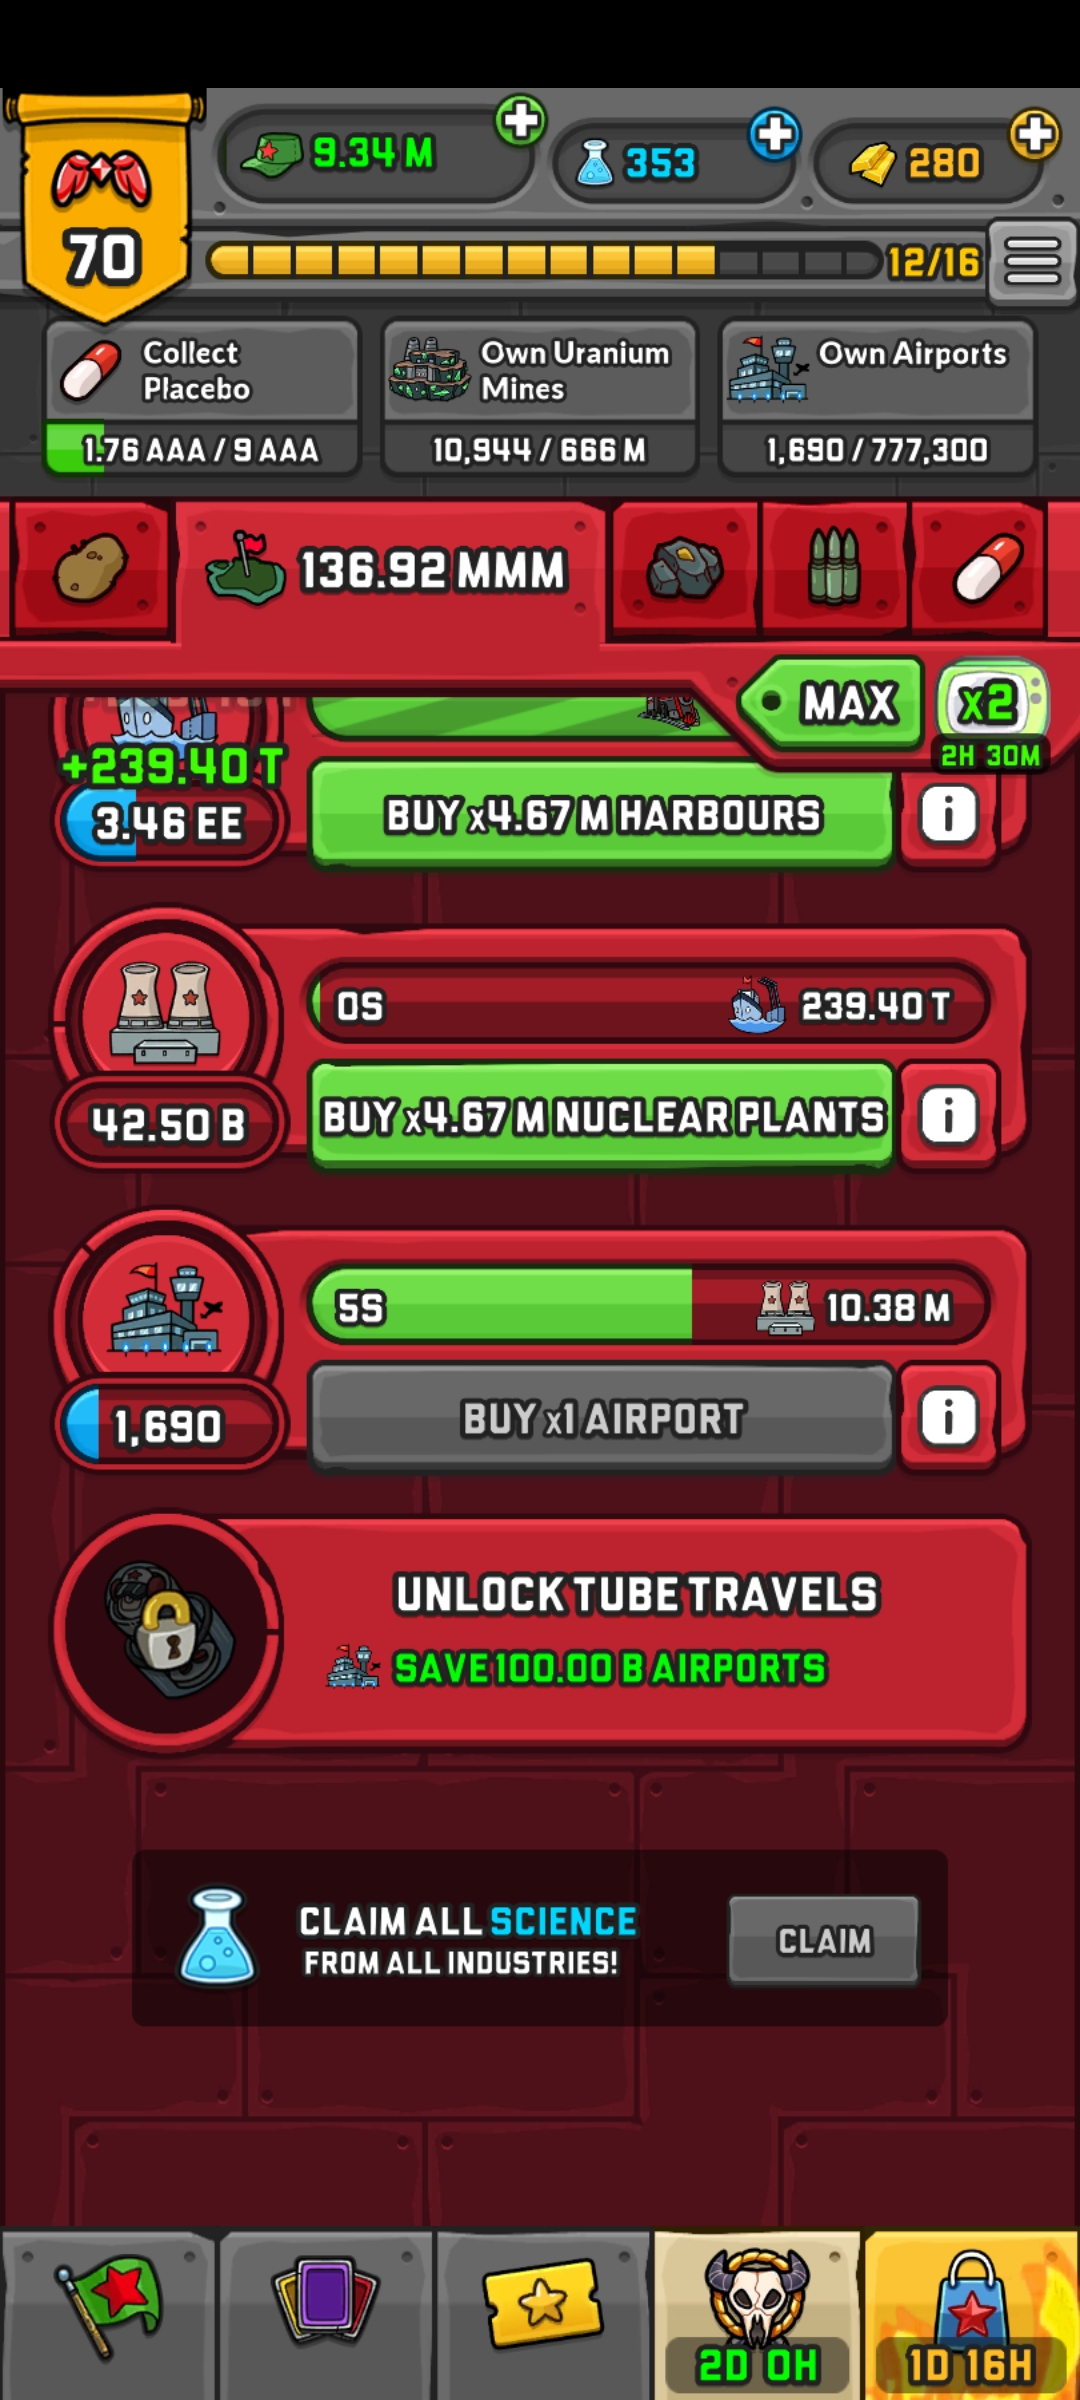 70
9.34 M
353
280
12/16
Collect
Placebo
1.76 AAA / 9 AAA
Own Uranium
Mines
10,944 / 666 M
Own Airports
1,690 / 777,300
136.92 MMM
MAX
x2
2H 30M
+239.40 T
3.46 EE
BUY x4.67 M HARBOURS
i
0S
239.40 T
42.50 B
BUY x4.67 M NUCLEAR PLANTS
i
5S
10.38 M
1,690
BUY x1 AIRPORT
i
UNLOCK TUBE TRAVELS
SAVE 100.00 B AIRPORTS
CLAIM ALL SCIENCE
FROM ALL INDUSTRIES!
CLAIM
2D 0H
1D 16H